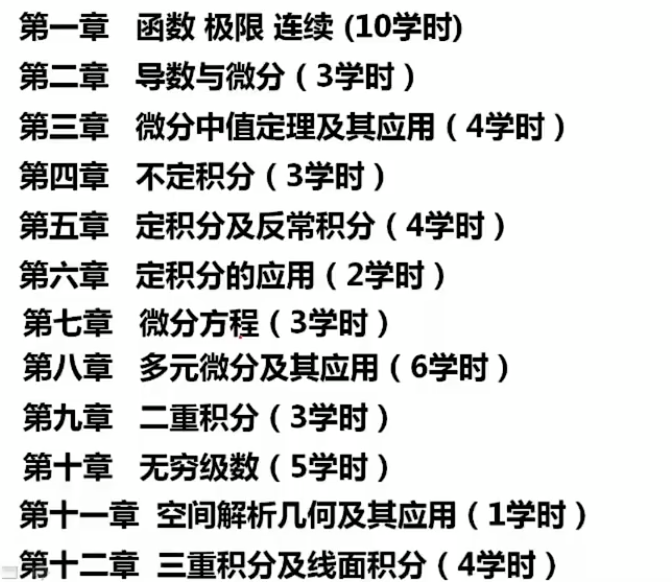 第一章 函数 极限 连续 (10学时)
第二章 导数与微分（3学时）
第三章 微分中值定理及其应用（4学时）
第四章 不定积分（3学时）
第五章 定积分及反常积分（4学时）
第六章 定积分的应用（2学时）
第七章 微分方程（3学时）
第八章 多元微分及其应用（6学时）
第九章 二重积分（3学时）
第十章 无穷级数（5学时）
第十一章 空间解析几何及其应用（1学时）
第十二章 三重积分及线面积分（4学时）